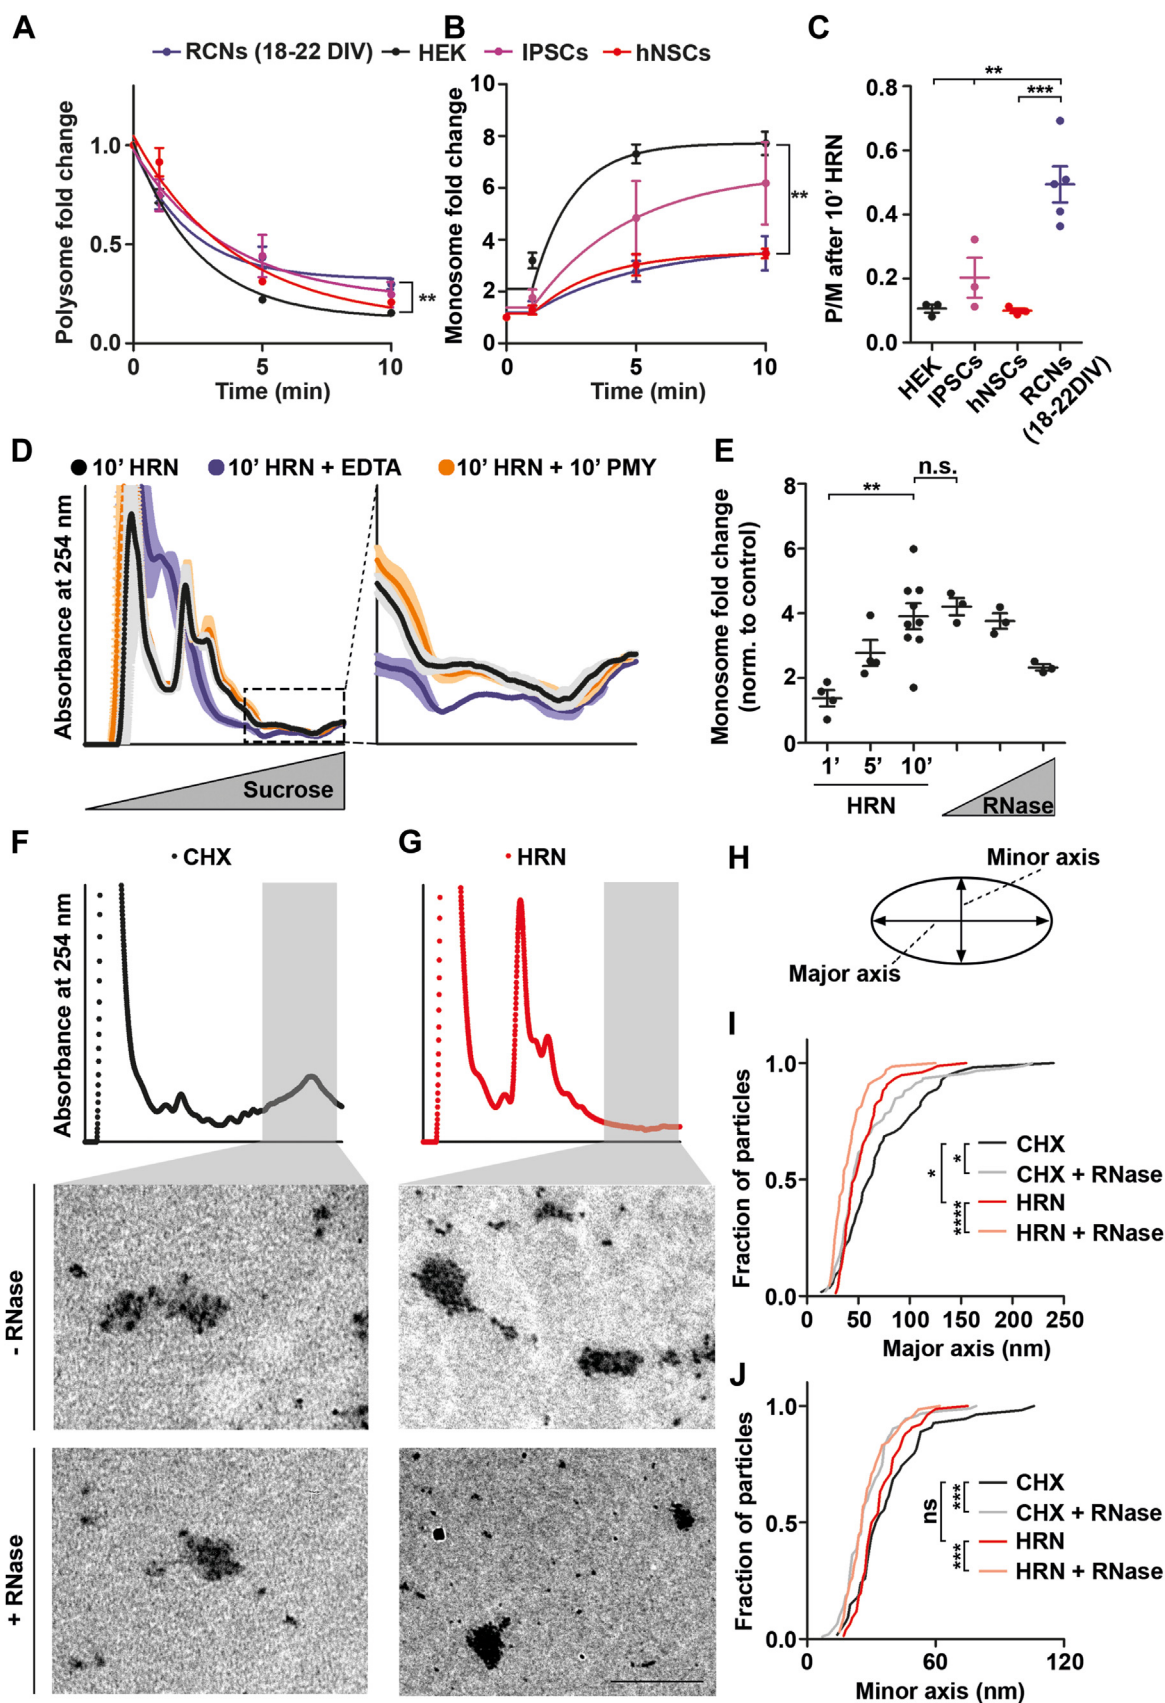 A
B
C
RCNs (18-22 DIV)
HEK
IPSCs
hNSCs
Polysome fold change
1.0
0.5
0.0
0
5
10
Time (min)
**
Monosome fold change
10
8
6
4
2
0
0
5
10
Time (min)
**
P/M after 10' HRN
0.8
0.6
0.4
0.2
0.0
**
***
HEK
IPSCs
hNSCs
RCNs
(18-22DIV)
D
10' HRN
10' HRN + EDTA
10' HRN + 10' PMY
Absorbance at 254 nm
Sucrose
E
Monosome fold change
(norm. to control)
8
6
4
2
0
**
n.s.
1'
5'
10'
HRN
RNase
F
CHX
G
HRN
Absorbance at 254 nm
- RNase
+ RNase
H
Minor axis
Major axis
I
Fraction of particles
1.0
0.5
0.0
0
50
100
150
200
250
Major axis (nm)
CHX
CHX + RNase
HRN
HRN + RNase
*
*
****
J
Fraction of particles
1.0
0.5
0.0
0
60
120
Minor axis (nm)
CHX
CHX + RNase
HRN
HRN + RNase
ns
***
***